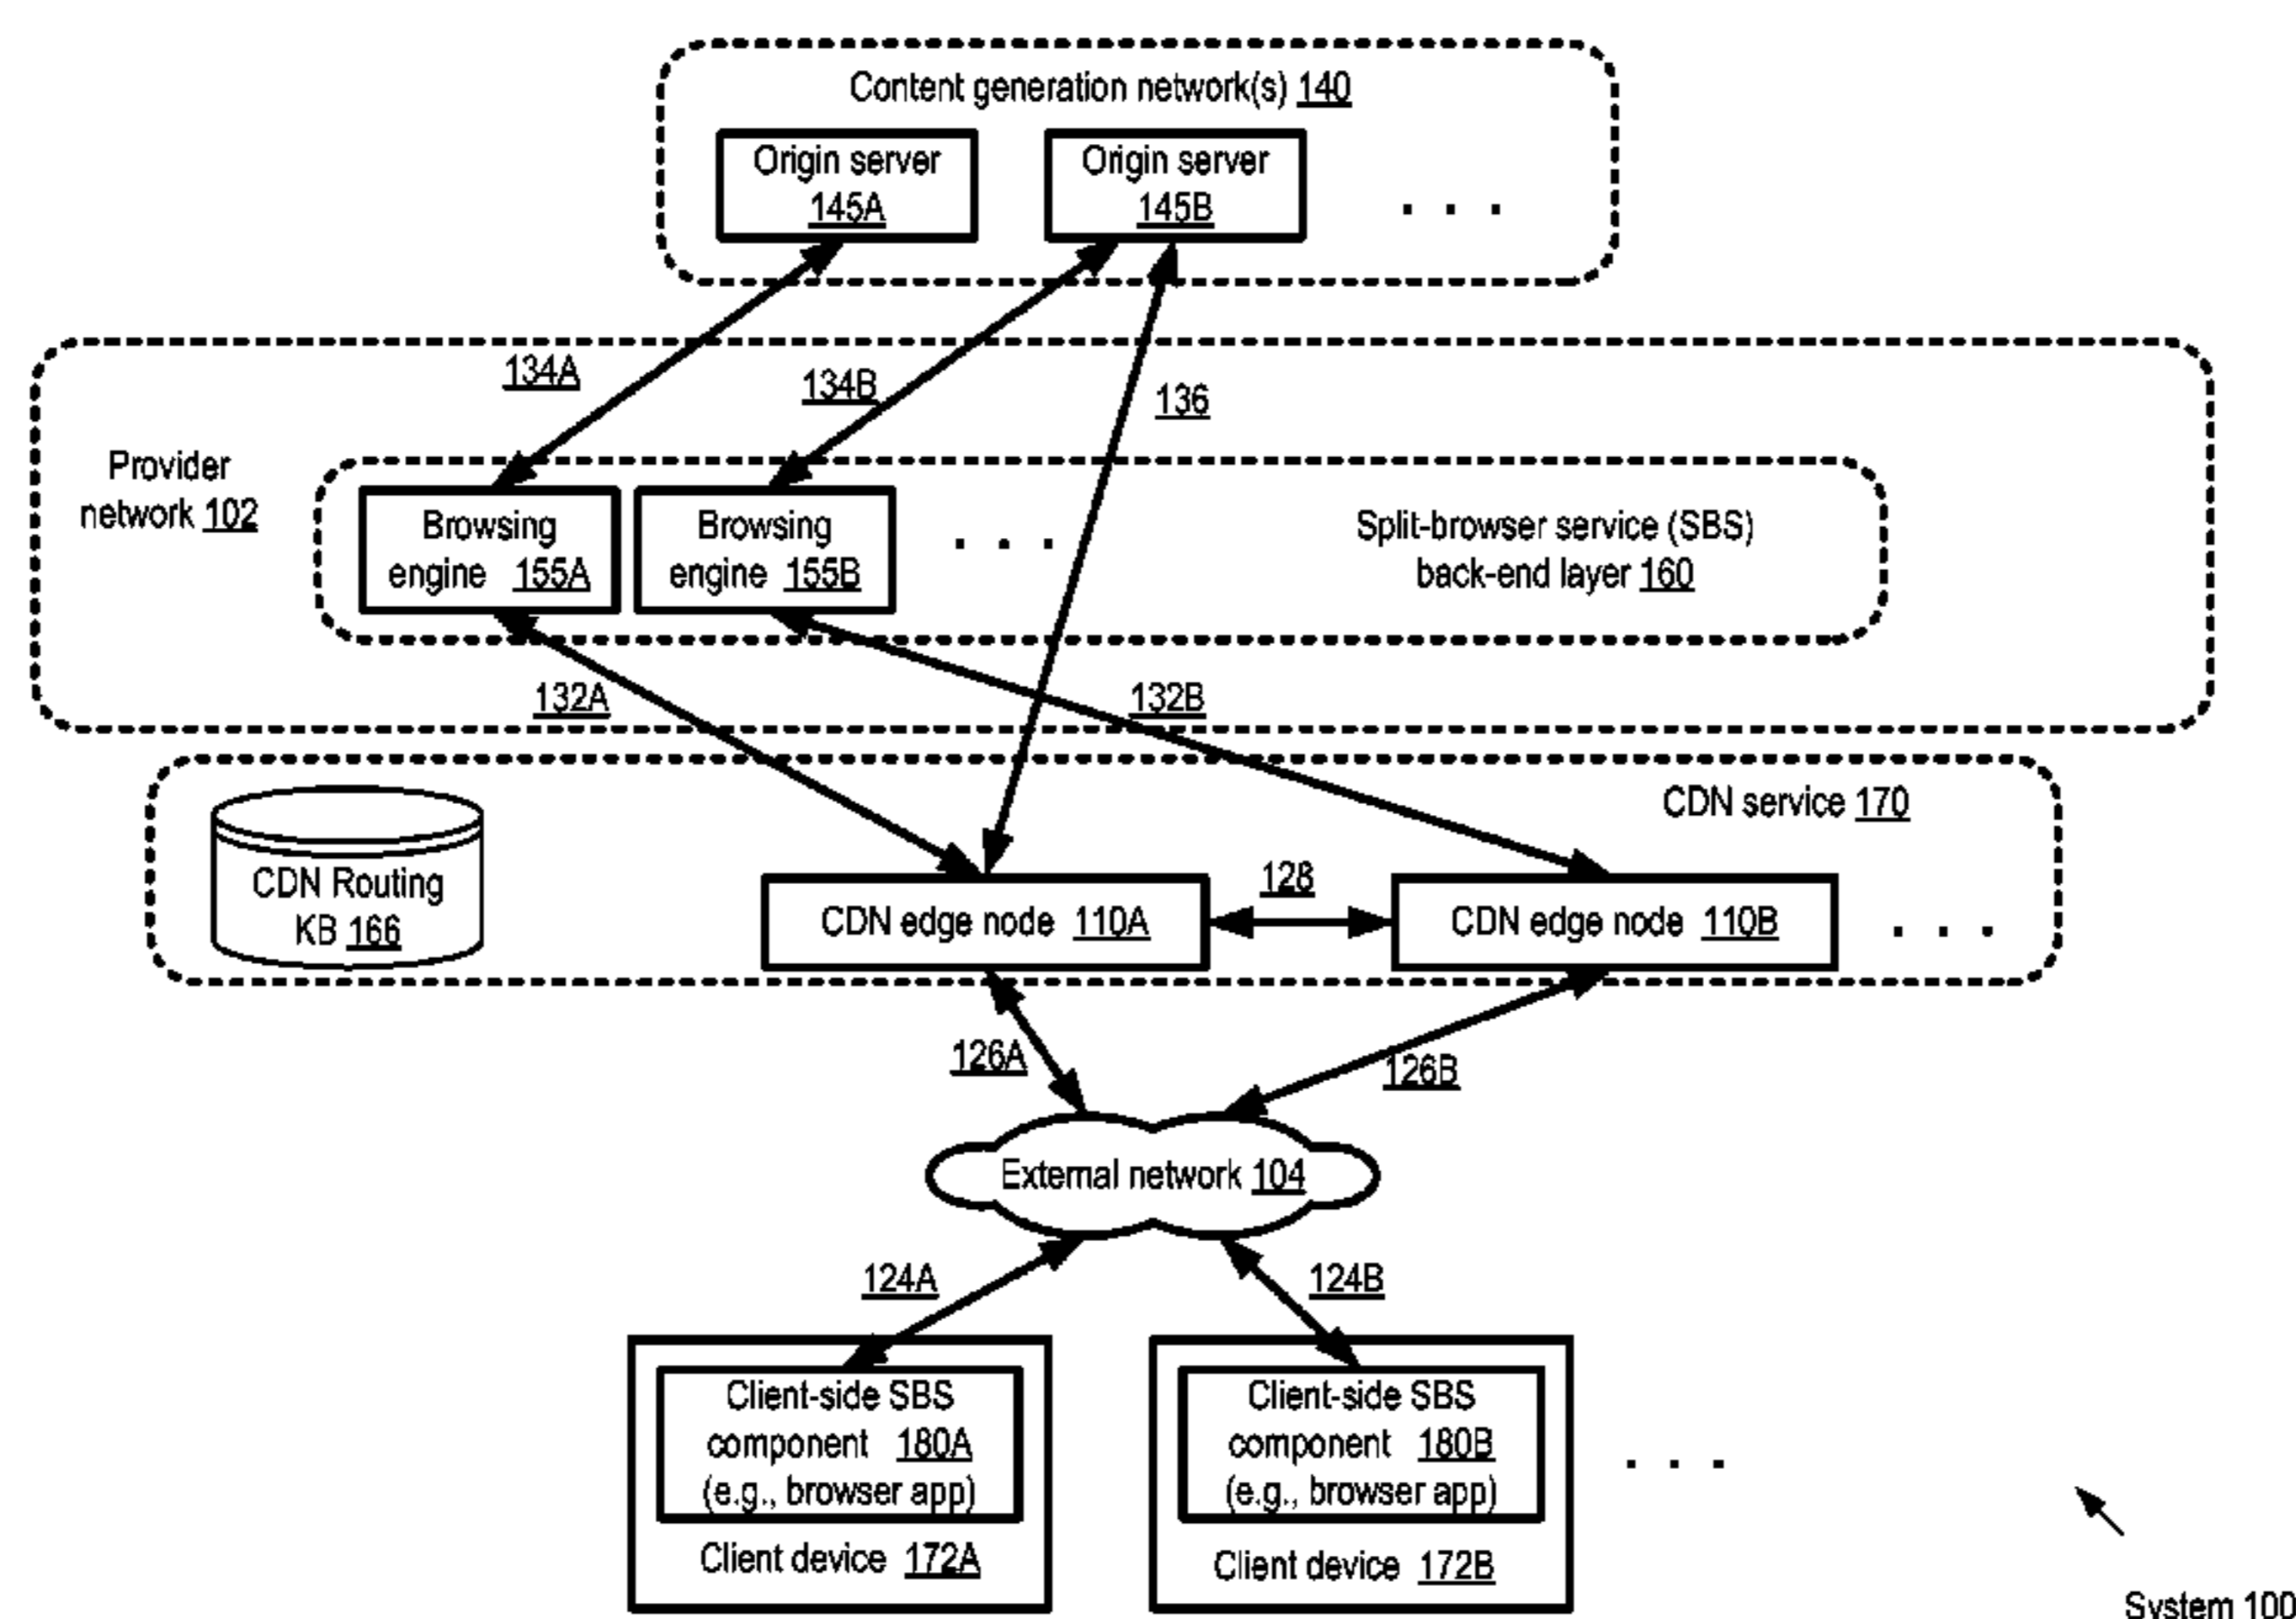 Content generation network(s) 140
Origin server
145A
Origin server
145B
. . .
134A
134B
136
Provider
network 102
Browsing
engine 155A
Browsing
engine 155B
. . .
Split-browser service (SBS)
back-end layer 160
132A
132B
CDN service 170
CDN Routing
KB 166
CDN edge node 110A
128
CDN edge node 110B
. . .
126A
126B
External network 104
124A
124B
Client-side SBS
component 180A
(e.g., browser app)
Client device 172A
Client-side SBS
component 180B
(e.g., browser app)
Client device 172B
. . .
System 100